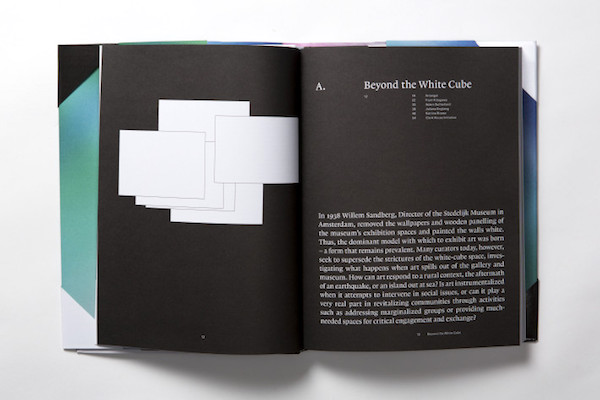 A.
Beyond the White Cube
In 1938 Willem Sandberg, Director of the Stedelijk Museum in
Amsterdam, removed the wallpapers and wooden panelling of
the museum's exhibition spaces and painted the walls white.
Thus, the dominant model with which to exhibit art was born
– a form that remains prevalent. Many curators today, however,
seek to supersede the strictures of the white-cube space, inves-
tigating what happens when art spills out of the gallery and
museum. How can art respond to a rural context, the aftermath
of an earthquake, or an island out at sea? Is art instrumentalized
when it attempts to intervene in social issues, or can it play a
very real part in revitalizing communities through activities
such as addressing marginalized groups or providing much-
needed spaces for critical engagement and exchange?
Beyond the White Cube